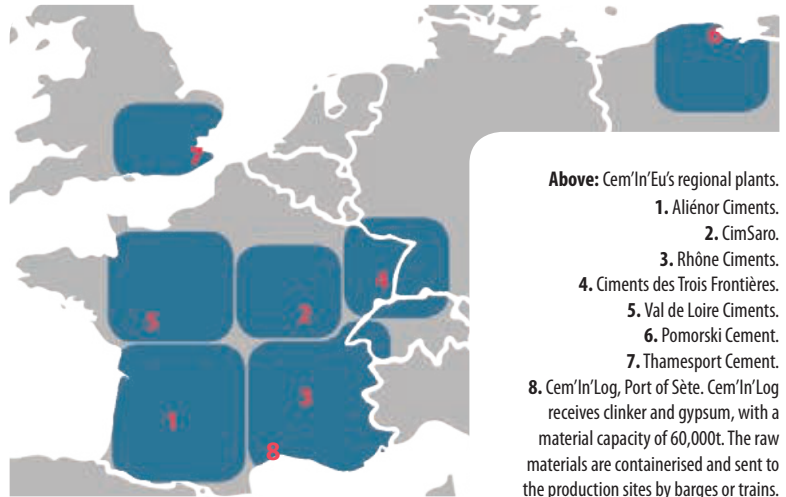 6
7
4
5
2
3
1
8
Above: Cem'In'Eu's regional plants.
1. Aliénor Ciments.
2. CimSaro.
3. Rhône Ciments.
4. Ciments des Trois Frontières.
5. Val de Loire Ciments.
6. Pomorski Cement.
7. Thamesport Cement.
8. Cem'In'Log, Port of Sète. Cem'In'Log
receives clinker and gypsum, with a
material capacity of 60,000t. The raw
materials are containerised and sent to
the production sites by barges or trains.